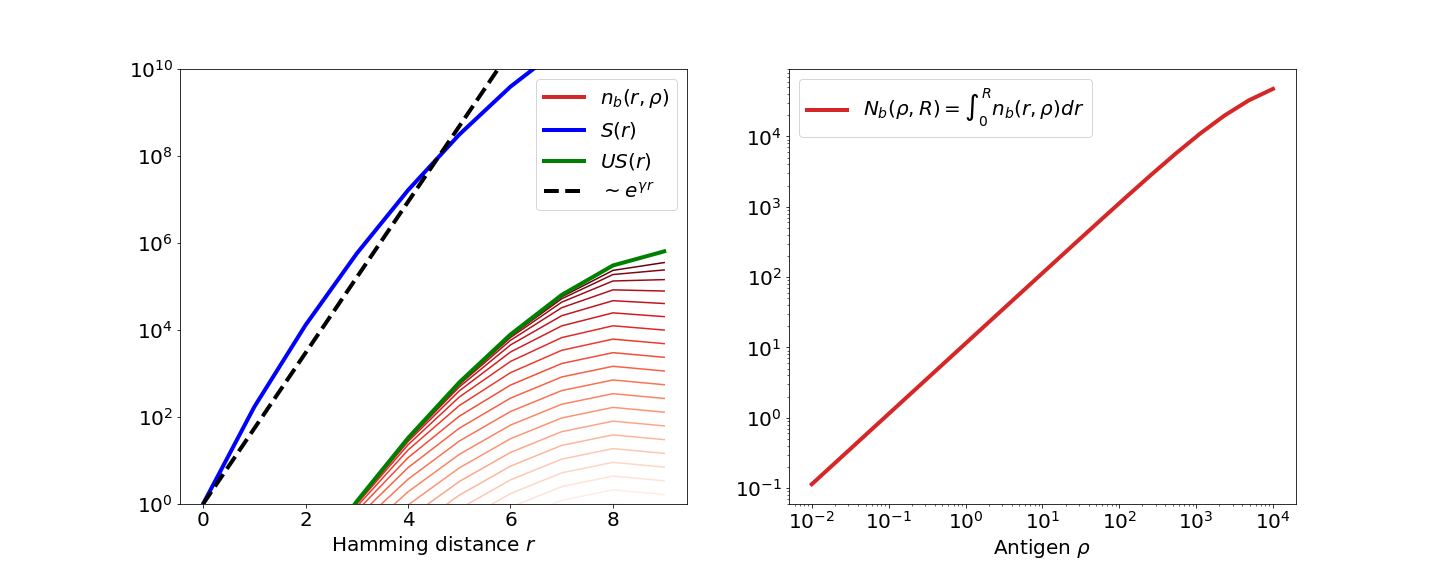 10^10
10^8
10^6
10^4
10^2
10^0
0 2 4 6 8
Hamming distance r
n_b(r, ρ)
S(r)
US(r)
~ e^{γr}
10^4
10^3
10^2
10^1
10^0
10^−1
10^−2 10^−1 10^0 10^1 10^2 10^3 10^4
Antigen ρ
N_b(ρ, R) = ∫_0^R n_b(r, ρ)dr